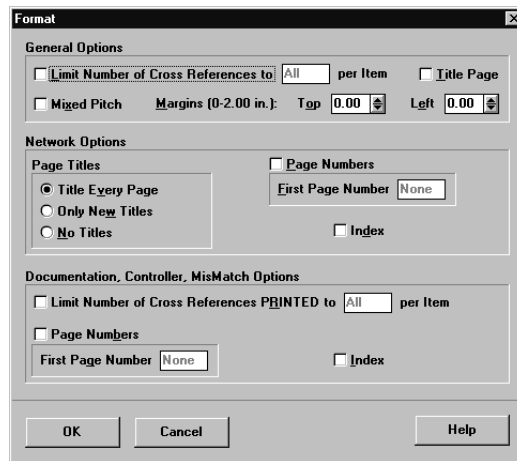 Format
General Options
Limit Number of Cross References to All per Item Title Page
Mixed Pitch Margins (0-2.00 in.): Top 0.00 Left 0.00
Network Options
Page Titles
Title Every Page
Only New Titles
No Titles
Page Numbers
First Page Number None
Index
Documentation, Controller, MisMatch Options
Limit Number of Cross References PRINTED to All per Item
Page Numbers
First Page Number None
Index
OK Cancel Help